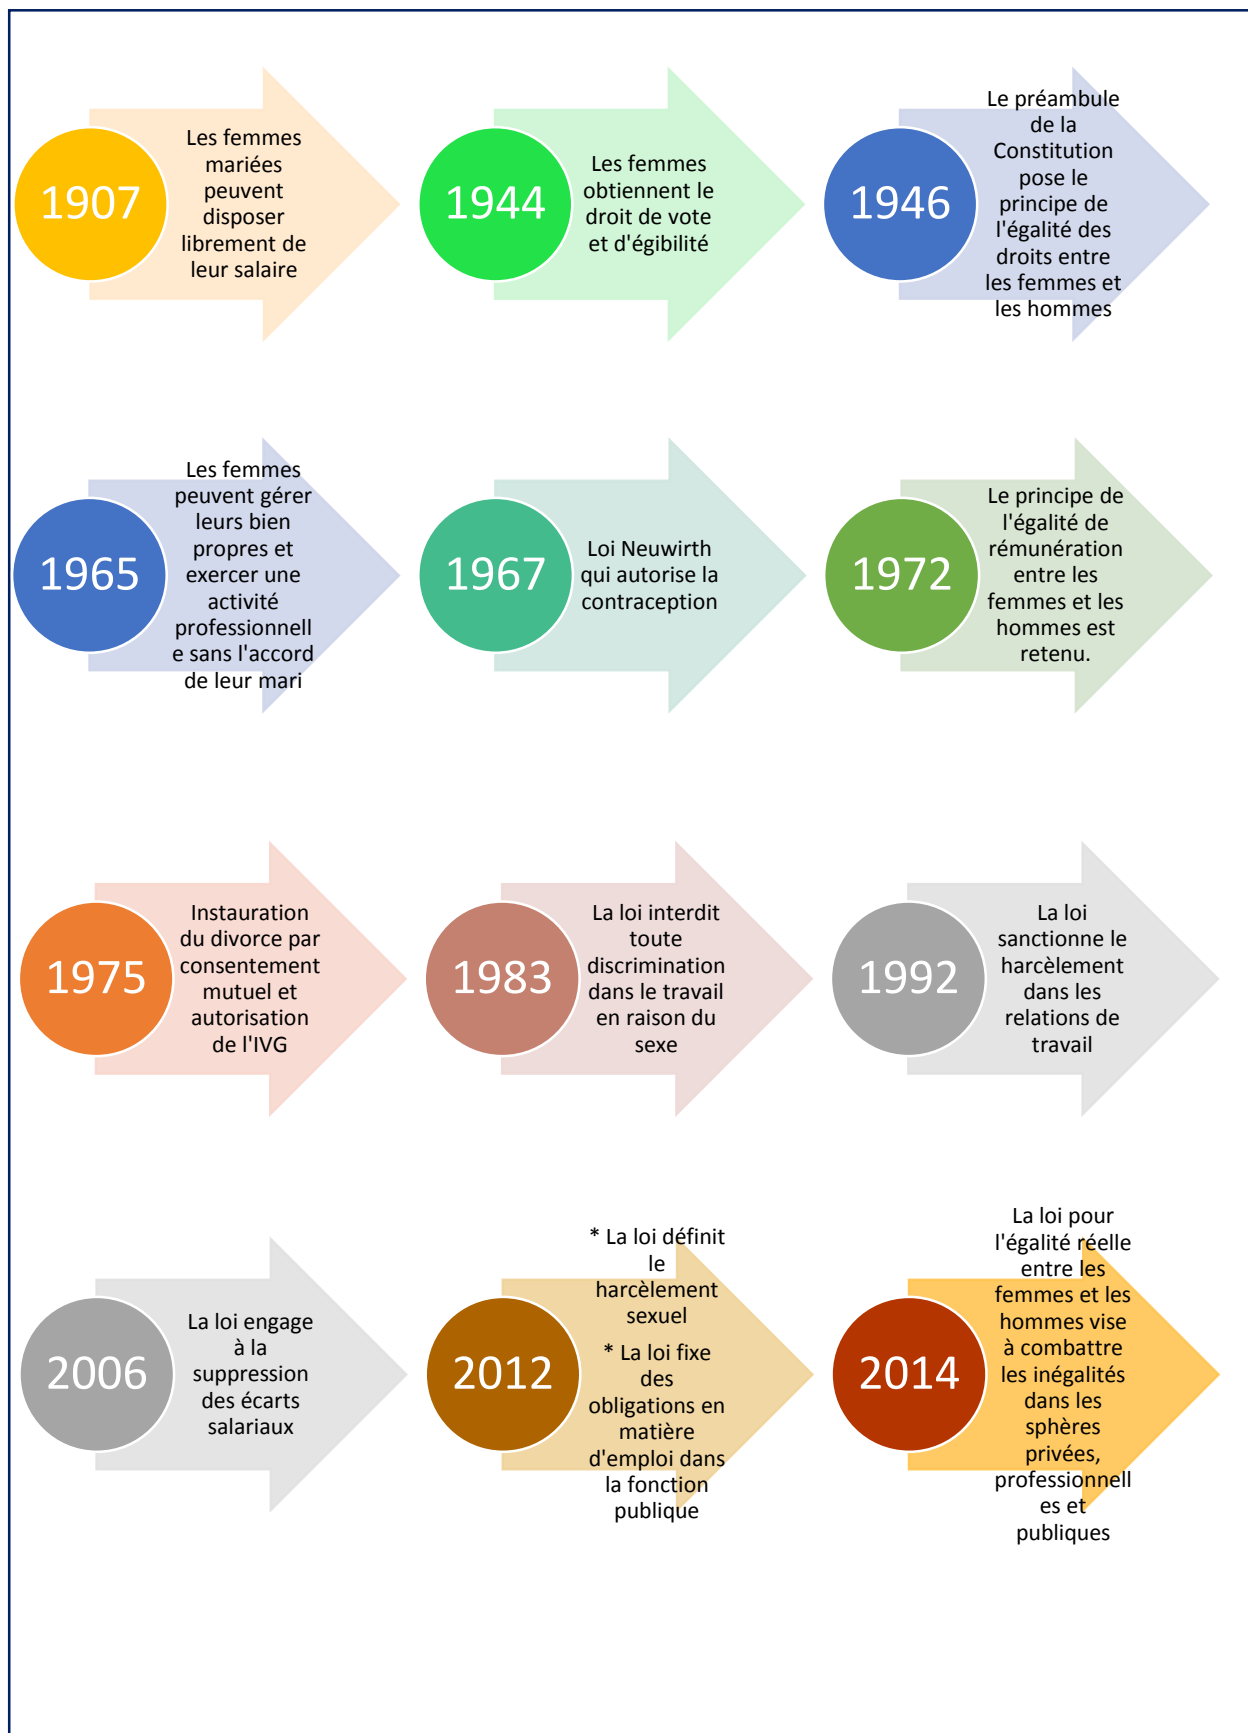 1907
Les femmes
mariées
peuvent
disposer
librement de
leur salaire
1944
Les femmes
obtiennent le
droit de vote
et d'égibilité
1946
Le préambule
de la
Constitution
pose le
principe de
l'égalité des
droits entre
les femmes et
les hommes
1965
Les femmes
peuvent gérer
leurs bien
propres et
exercer une
activité
professionnell
e sans l'accord
de leur mari
1967
Loi Neuwirth
qui autorise la
contraception
1972
Le principe de
l'égalité de
rémunération
entre les
femmes et les
hommes est
retenu.
1975
Instauration
du divorce par
consentement
mutuel et
autorisation
de l'IVG
1983
La loi interdit
toute
discrimination
dans le travail
en raison du
sexe
1992
La loi
sanctionne le
harcèlement
dans les
relations de
travail
2006
La loi engage
à la
suppression
des écarts
salariaux
2012
* La loi définit
le
harcèlement
sexuel
* La loi fixe
des
obligations en
matière
d'emploi dans
la fonction
publique
2014
La loi pour
l'égalité réelle
entre les
femmes et les
hommes vise
à combattre
les inégalités
dans les
sphères
privées,
professionnell
es et
publiques